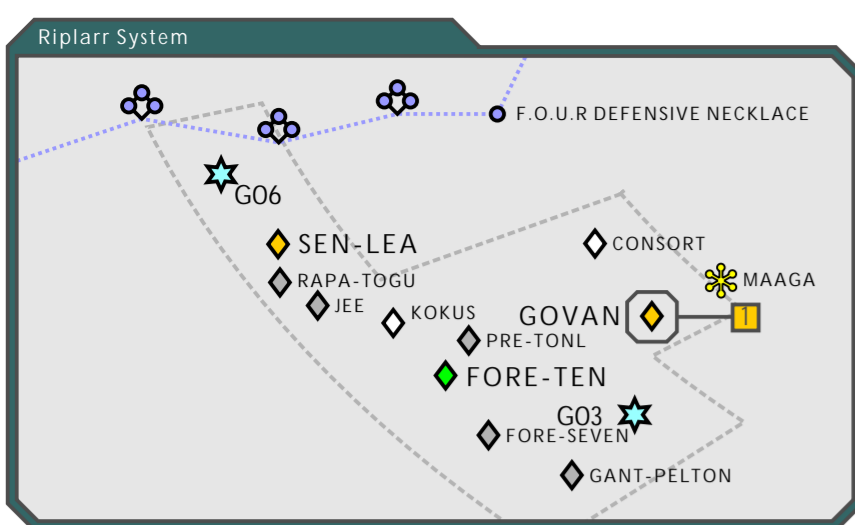 Riplarr System
F.O.U.R DEFENSIVE NECKLACE
G06
SEN-LEA
CONSORT
RAPA-TOGU
MAAGA
JEE
KOKUS
GOVAN
1
PRE-TONL
FORE-TEN
G03
FORE-SEVEN
GANT-PELTON